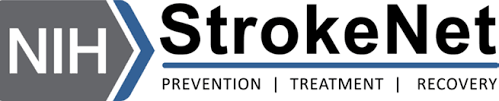 NIH StrokeNet
PREVENTION | TREATMENT | RECOVERY